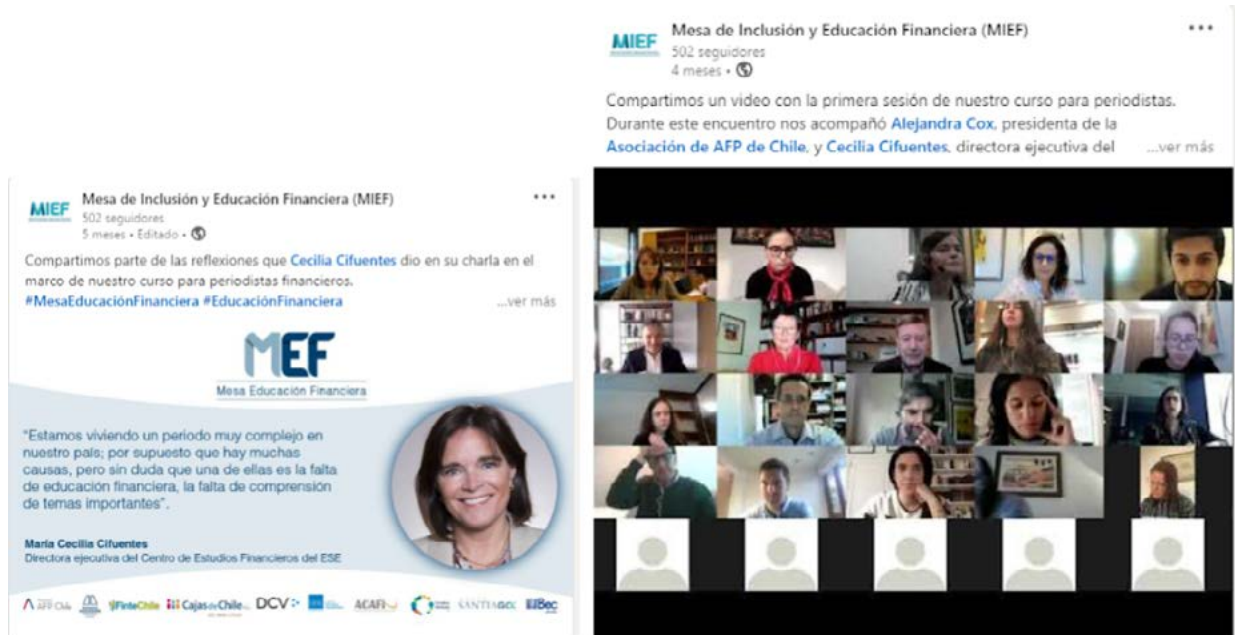 MIEF
Mesa de Inclusión y Educación Financiera (MIEF)
502 seguidores
5 meses • Editado •
Compartimos parte de las reflexiones que Cecilia Cifuentes dio en su charla en el
marco de nuestro curso para periodistas financieros.
#MesaEducaciónFinanciera #EducaciónFinanciera
...ver más
MEF
Mesa Educación Financiera
"Estamos viviendo un periodo muy complejo en
nuestro país; por supuesto que hay muchas
causas, pero sin duda que una de ellas es la falta
de educación financiera, la falta de comprensión
de temas importantes".
María Cecilia Cifuentes
Directora ejecutiva del Centro de Estudios Financieros del ESE
FinteChile Cajas de Chile DCV ACAFI SANTIAGO
MIEF
Mesa de Inclusión y Educación Financiera (MIEF)
502 seguidores
4 meses •
Compartimos un video con la primera sesión de nuestro curso para periodistas.
Durante este encuentro nos acompañó Alejandra Cox, presidenta de la
Asociación de AFP de Chile, y Cecilia Cifuentes, directora ejecutiva del ...ver más